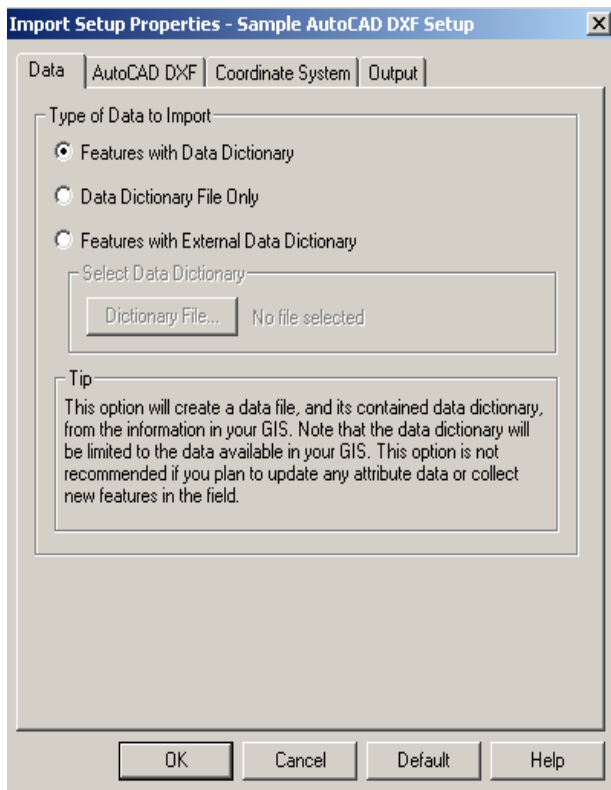 Import Setup Properties - Sample AutoCAD DXF Setup
Data
AutoCAD DXF
Coordinate System
Output
Type of Data to Import
Features with Data Dictionary
Data Dictionary File Only
Features with External Data Dictionary
Select Data Dictionary
Dictionary File... No file selected
Tip
This option will create a data file, and its contained data dictionary,
from the information in your GIS. Note that the data dictionary will
be limited to the data available in your GIS. This option is not
recommended if you plan to update any attribute data or collect
new features in the field.
OK
Cancel
Default
Help